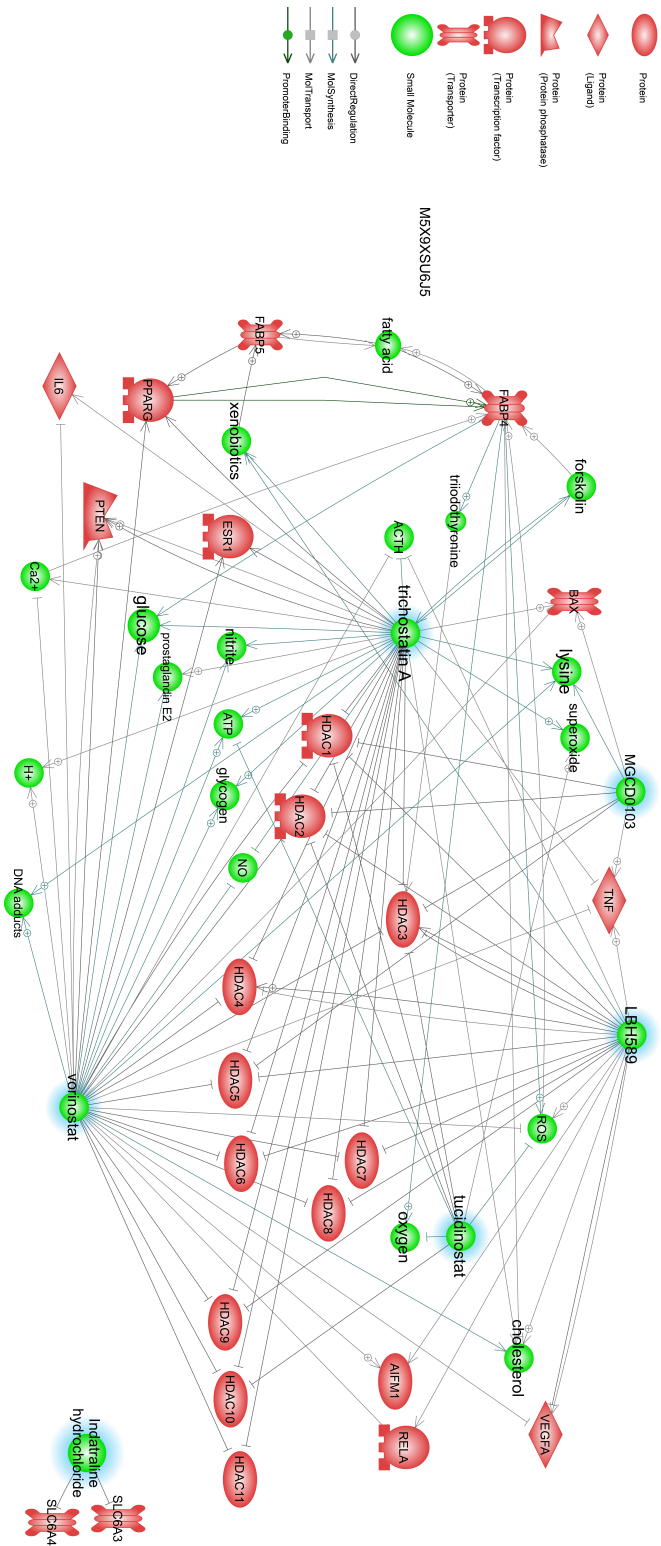 Protein
Protein
(Ligand)
Protein
(Protein phosphatase)
Protein
(Transcription factor)
Protein
(Transporter)
Small Molecule
DirectRegulation
MolSynthesis
MolTransport
PromoterBinding
M5X9XSU6J5
fatty acid
FABP5
FABP4
IL6
PPARG
xenobiotics
forskolin
triiodothyronine
PTEN
ESR1
ACTH
Ca2+
BAX
trichostatin A
glucose
nitrite
lysine
prostaglandin E2
superoxide
ATP
HDAC1
H+
glycogen
HDAC2
MGCD0103
NO
DNA adducts
TNF
HDAC3
HDAC4
LBH589
HDAC5
vorinostat
ROS
HDAC6
HDAC7
HDAC8
tucidinostat
oxygen
HDAC9
cholesterol
HDAC10
AIFM1
VEGFA
RELA
Indatraline
hydrochloride
HDAC11
SLC6A4
SLC6A3